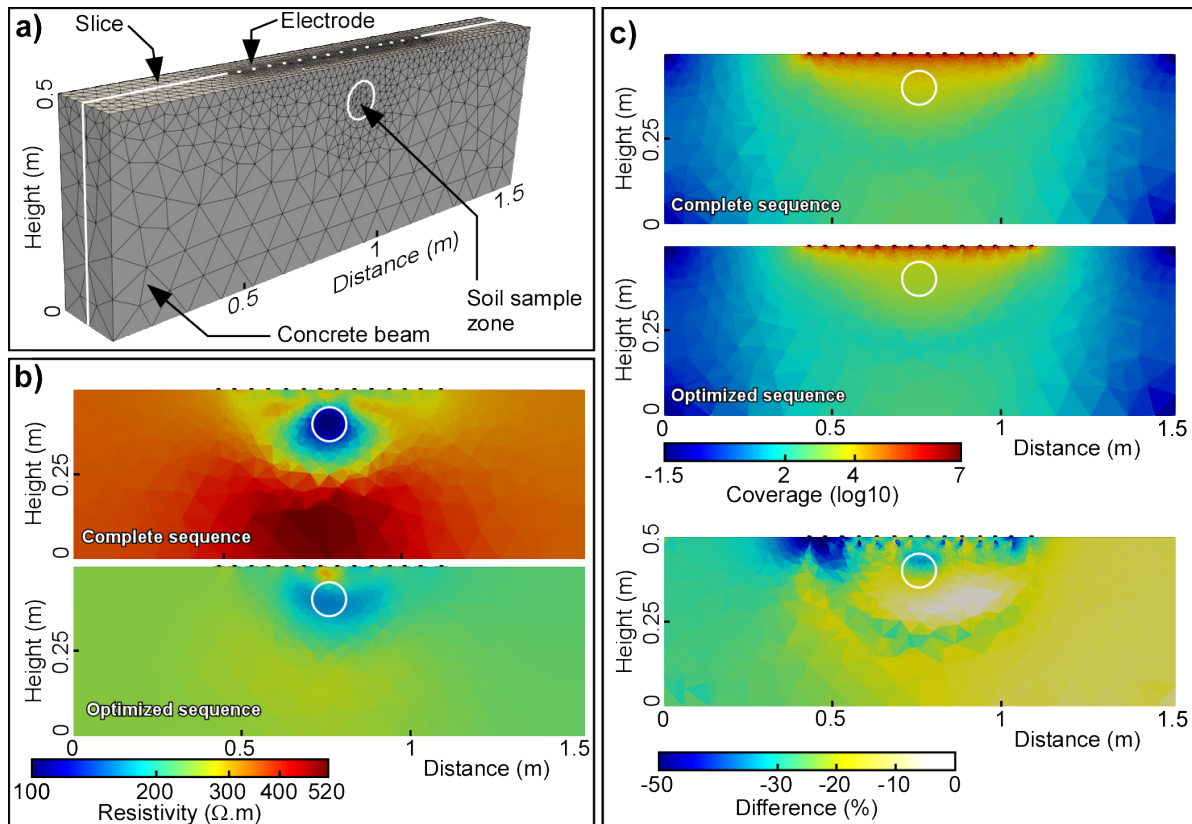 a)
Slice
Electrode
0.5
Height (m)
0
0.5
1
1.5
Distance (m)
Soil sample
zone
Concrete beam
b)
Height (m)
0.25
0
Complete sequence
Height (m)
0.25
0
Optimized sequence
0
0.5
1
1.5
Distance (m)
100
200
300
400
520
Resistivity (Ω.m)
c)
Height (m)
0.25
0
Complete sequence
Height (m)
0.25
0
Optimized sequence
0
0.5
1
1.5
Distance (m)
-1.5
2
4
7
Coverage (log10)
Height (m)
0.5
0.25
0
0
0.5
1
1.5
Distance (m)
-50
-30
-20
-10
0
Difference (%)